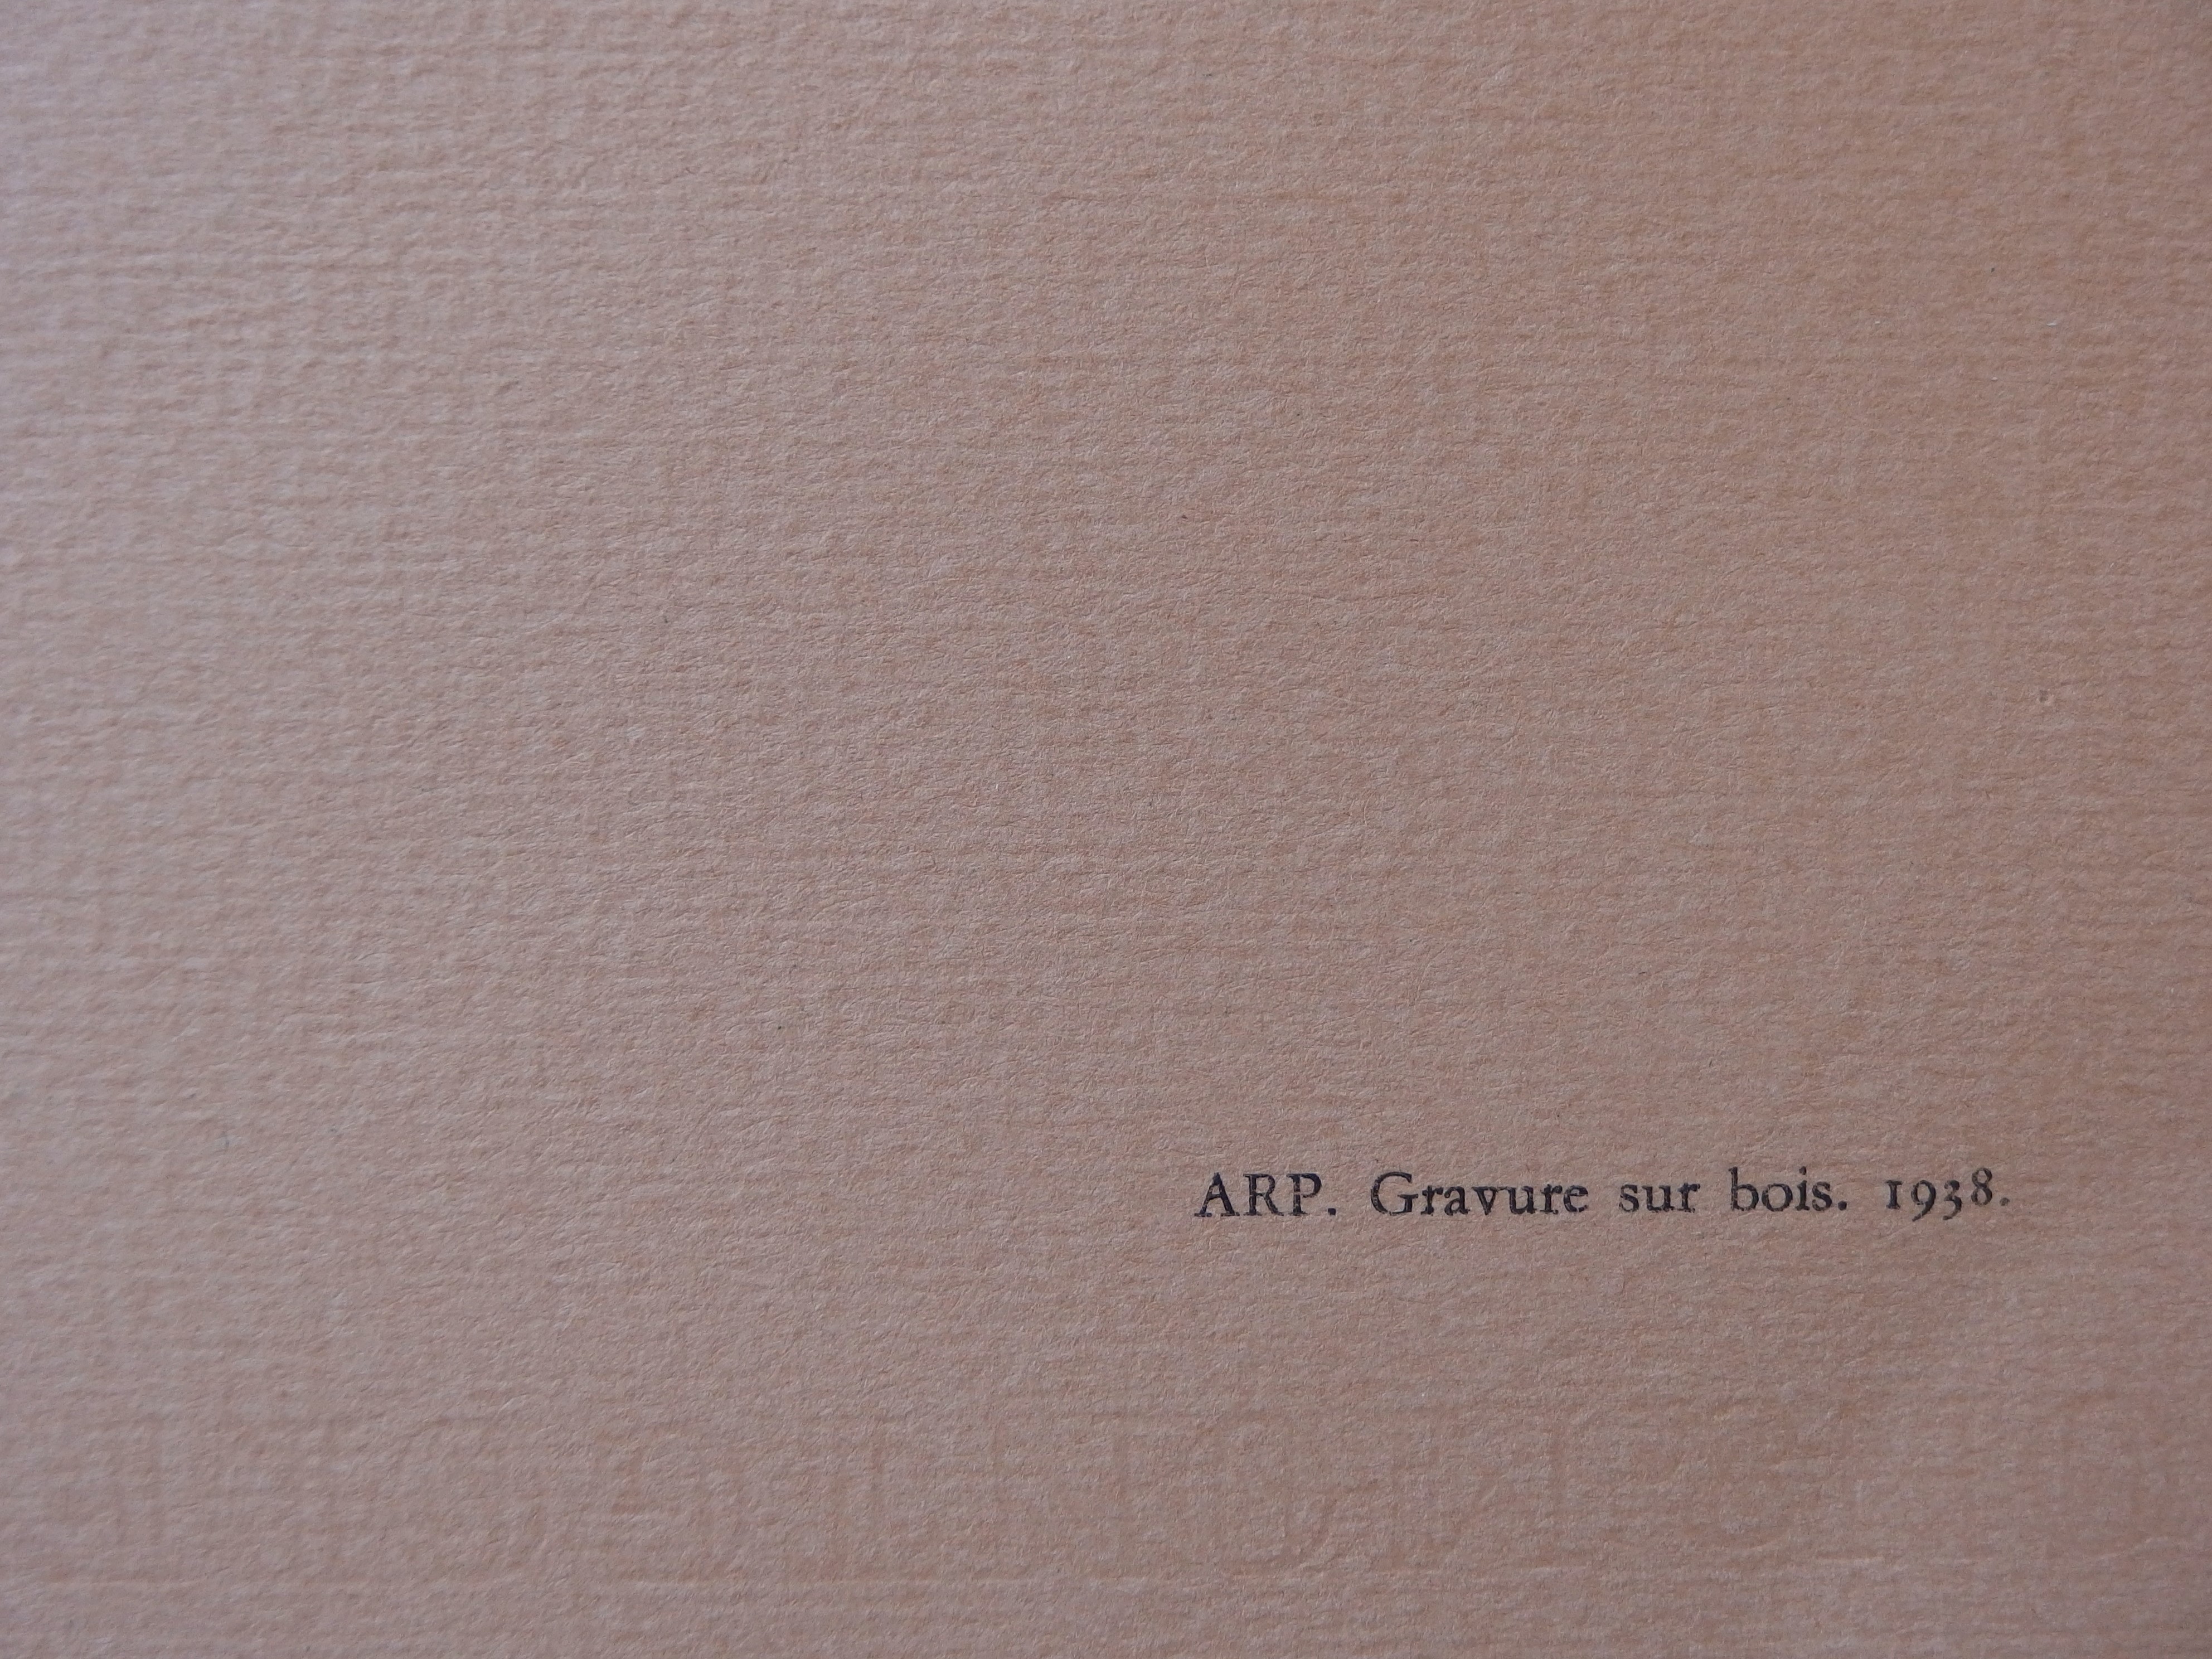 ARP. Gravure sur bois. 1938.